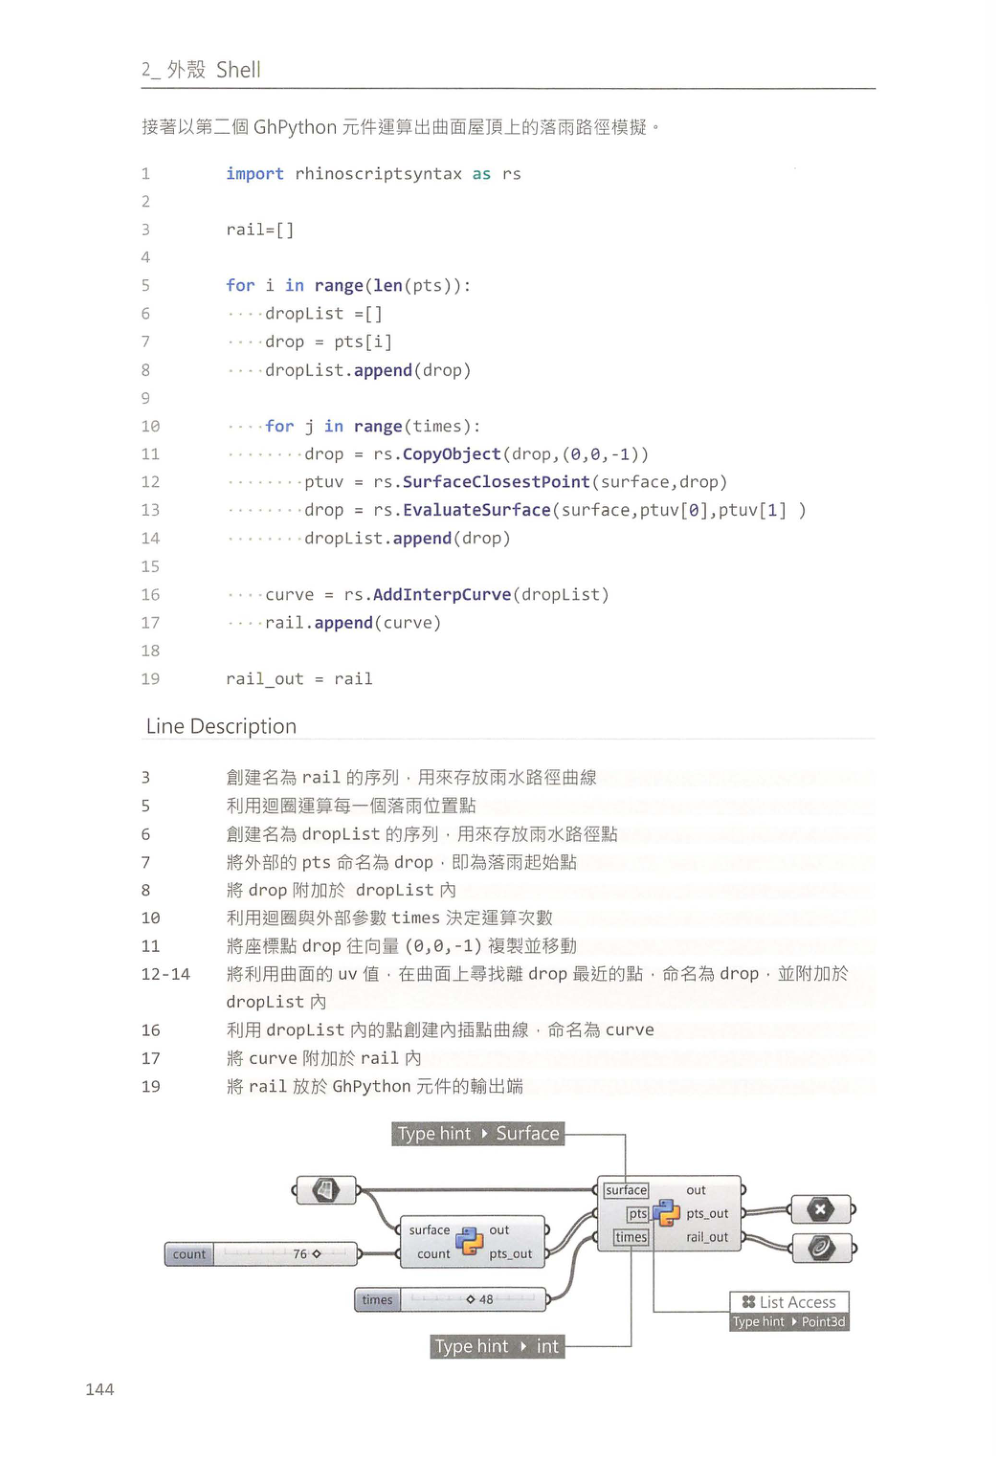 2_ 外殼 Shell
接著以第二個 GhPython 元件運算出曲面屋頂上的落雨路徑模擬。
1 import rhinoscriptsyntax as rs
2
3 rail=[]
4
5 for i in range(len(pts)):
6 ····dropList =[]
7 ····drop = pts[i]
8 ····dropList.append(drop)
9
10 ····for j in range(times):
11 ········drop = rs.CopyObject(drop,(0,0,-1))
12 ········ptuv = rs.SurfaceClosestPoint(surface,drop)
13 ········drop = rs.EvaluateSurface(surface,ptuv[0],ptuv[1] )
14 ········dropList.append(drop)
15
16 ····curve = rs.AddInterpCurve(dropList)
17 ····rail.append(curve)
18
19 rail_out = rail
Line Description
3 創建名為 rail 的序列，用來存放雨水路徑曲線
5 利用迴圈運算每一個落雨位置點
6 創建名為 dropList 的序列，用來存放雨水路徑點
7 將外部的 pts 命名為 drop，即為落雨起始點
8 將 drop 附加於 dropList 內
10 利用迴圈與外部參數 times 決定運算次數
11 將座標點 drop 往向量 (0,0,-1) 複製並移動
12-14 將利用曲面的 uv 值，在曲面上尋找離 drop 最近的點，命名為 drop，並附加於
dropList 內
16 利用 dropList 內的點創建內插點曲線，命名為 curve
17 將 curve 附加於 rail 內
19 將 rail 放於 GhPython 元件的輸出端
Type hint ▸ Surface
surface out
pts pts_out
times rail_out
surface out
count pts_out
count 76
times 48
List Access
Type hint ▸ Point3d
Type hint ▸ int
144